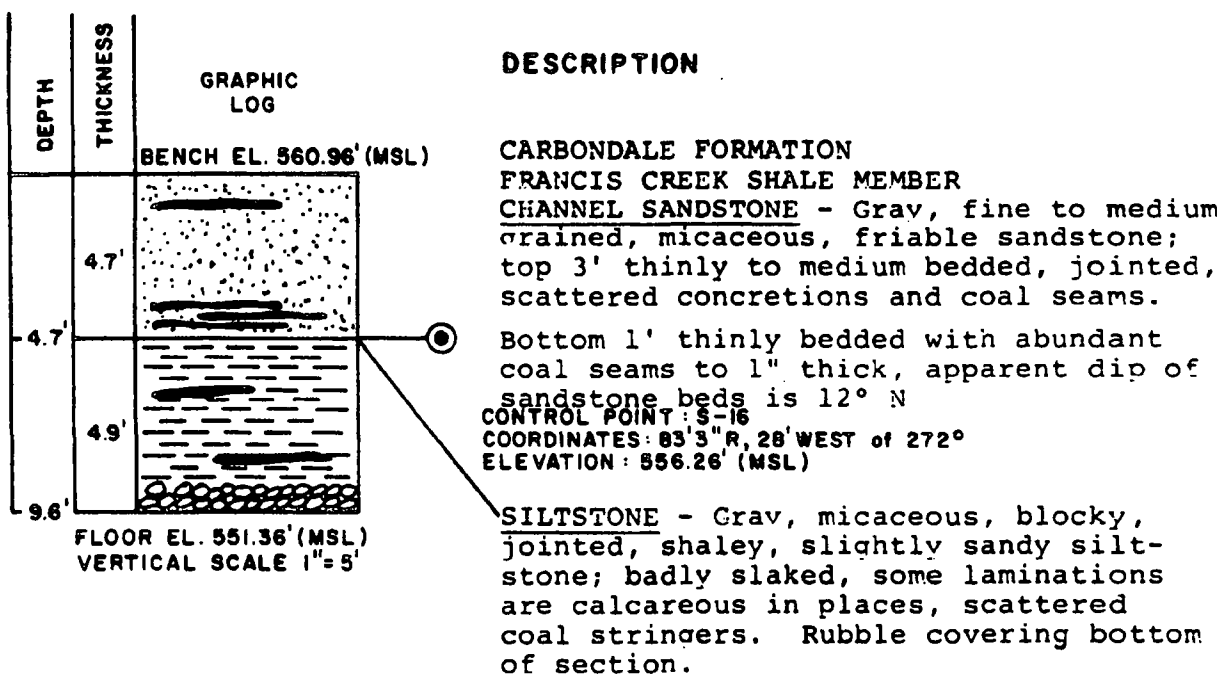 DEPTH
THICKNESS
GRAPHIC
LOG
BENCH EL. 560.96' (MSL)
4.7'
4.7'
4.9'
9.6'
FLOOR EL. 551.36' (MSL)
VERTICAL SCALE 1"=5'
DESCRIPTION
CARBONDALE FORMATION
FRANCIS CREEK SHALE MEMBER
CHANNEL SANDSTONE - Gray, fine to medium
grained, micaceous, friable sandstone;
top 3' thinly to medium bedded, jointed,
scattered concretions and coal seams.
Bottom 1' thinly bedded with abundant
coal seams to 1" thick, apparent dip of
sandstone beds is 12° N
CONTROL POINT : S-16
COORDINATES: 83'3"R, 28' WEST of 272°
ELEVATION : 556.26' (MSL)
SILTSTONE - Gray, micaceous, blocky,
jointed, shaley, slightly sandy silt-
stone; badly slaked, some laminations
are calcareous in places, scattered
coal stringers. Rubble covering bottom
of section.